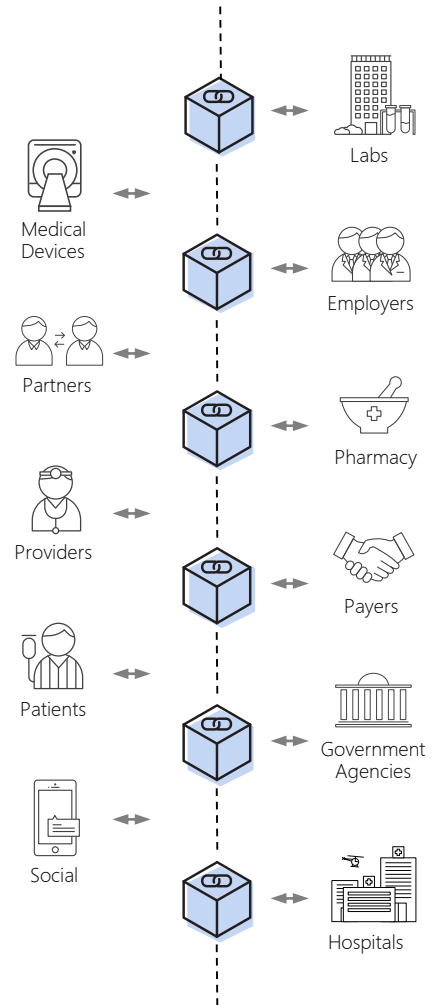 Labs
Medical
Devices
Employers
Partners
Pharmacy
Providers
Payers
Patients
Government
Agencies
Social
Hospitals